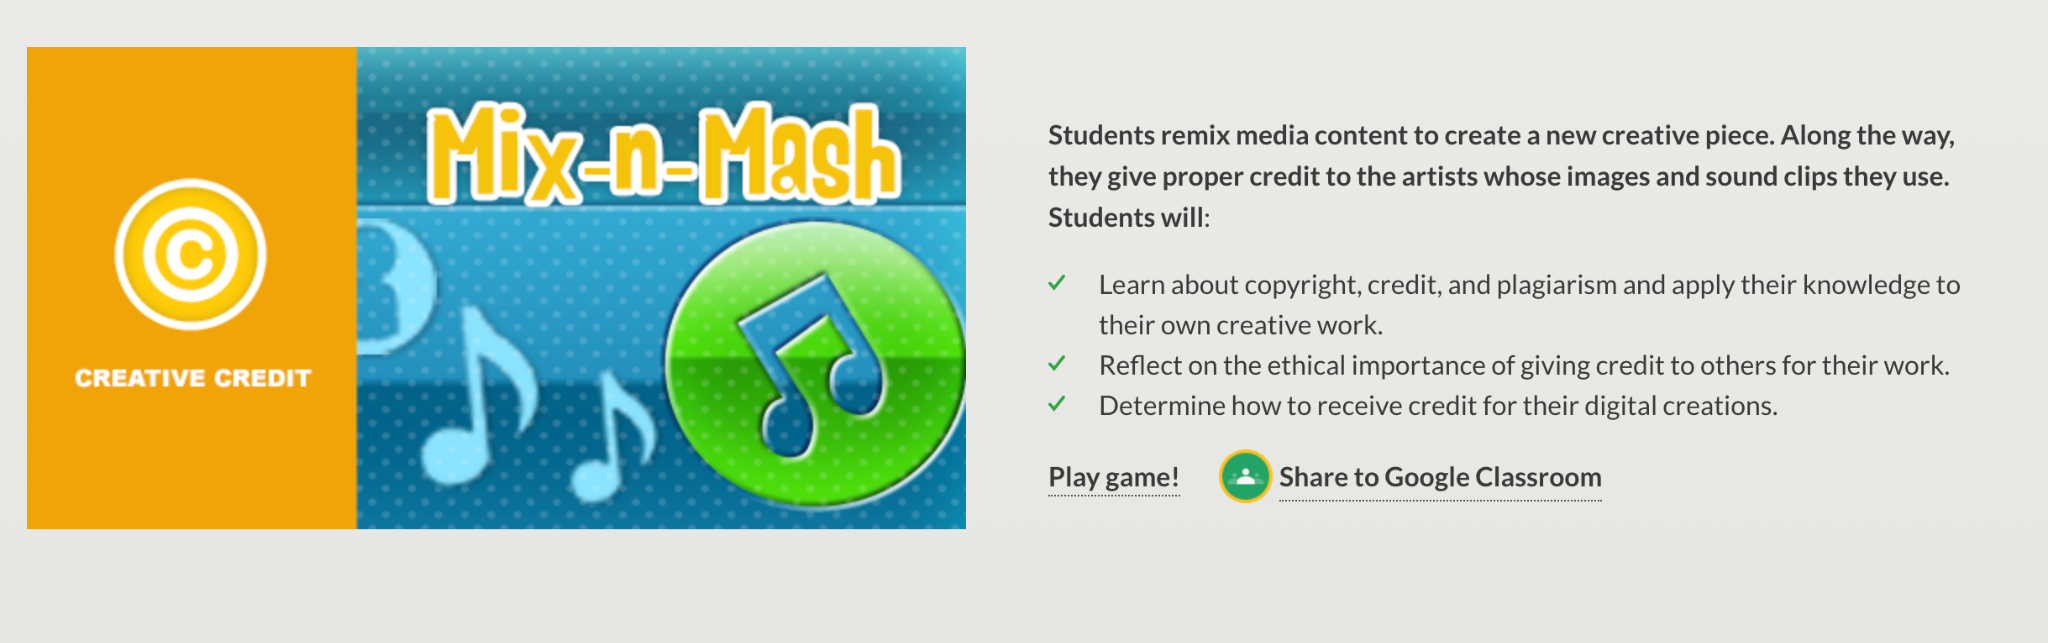 Mix-n-Mash
©
CREATIVE CREDIT
Students remix media content to create a new creative piece. Along the way,
they give proper credit to the artists whose images and sound clips they use.
Students will:
Learn about copyright, credit, and plagiarism and apply their knowledge to
their own creative work.
Reflect on the ethical importance of giving credit to others for their work.
Determine how to receive credit for their digital creations.
Play game!
Share to Google Classroom